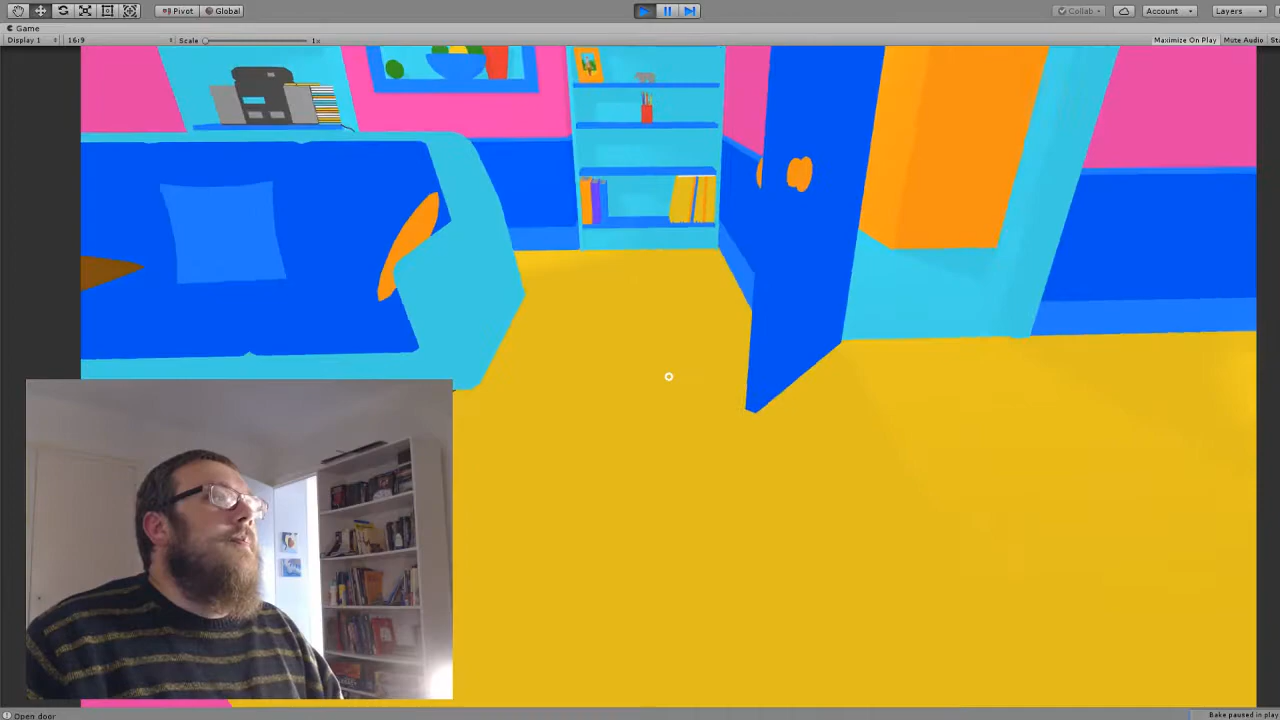 Pivot Global Collab Account Layers
Game
Display 1 16:9 Scale 1x Maximize On Play Mute Audio Sta
Open door Bake paused in play